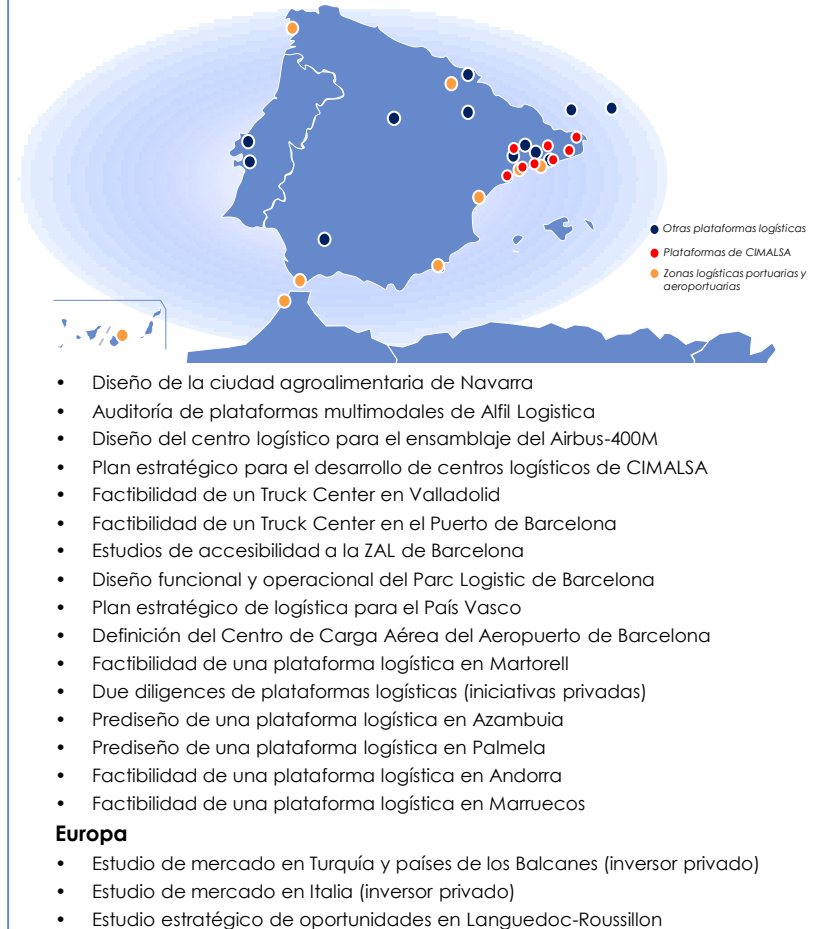 Otras plataformas logísticas
Plataformas de CIMALSA
Zonas logísticas portuarias y
aeroportuarias
• Diseño de la ciudad agroalimentaria de Navarra
• Auditoría de plataformas multimodales de Alfil Logistica
• Diseño del centro logístico para el ensamblaje del Airbus-400M
• Plan estratégico para el desarrollo de centros logísticos de CIMALSA
• Factibilidad de un Truck Center en Valladolid
• Factibilidad de un Truck Center en el Puerto de Barcelona
• Estudios de accesibilidad a la ZAL de Barcelona
• Diseño funcional y operacional del Parc Logistic de Barcelona
• Plan estratégico de logística para el País Vasco
• Definición del Centro de Carga Aérea del Aeropuerto de Barcelona
• Factibilidad de una plataforma logística en Martorell
• Due diligences de plataformas logísticas (iniciativas privadas)
• Prediseño de una plataforma logística en Azambuia
• Prediseño de una plataforma logística en Palmela
• Factibilidad de una plataforma logística en Andorra
• Factibilidad de una plataforma logística en Marruecos
Europa
• Estudio de mercado en Turquía y países de los Balcanes (inversor privado)
• Estudio de mercado en Italia (inversor privado)
• Estudio estratégico de oportunidades en Languedoc-Roussillon